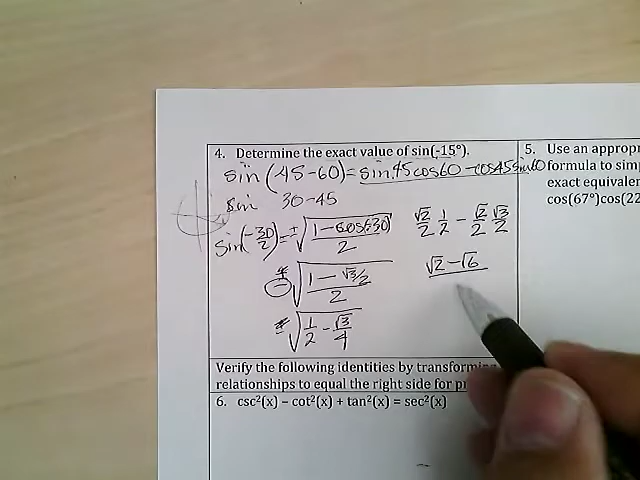 4. Determine the exact value of sin(-15°).
sin(45-60)=sin45cos60-cos45sin60
sin 30-45
sin(-30/2)=±√((1-cos(-30))/2)
√2/2 1/2 - √2/2 √3/2
-√((1-√3/2)/2)
√2-√6
√(1/2-√3/4)
5. Use an approp
formula to simp
exact equivalen
cos(67°)cos(22
Verify the following identities by transforming
relationships to equal the right side for pr
6. csc²(x) – cot²(x) + tan²(x) = sec²(x)